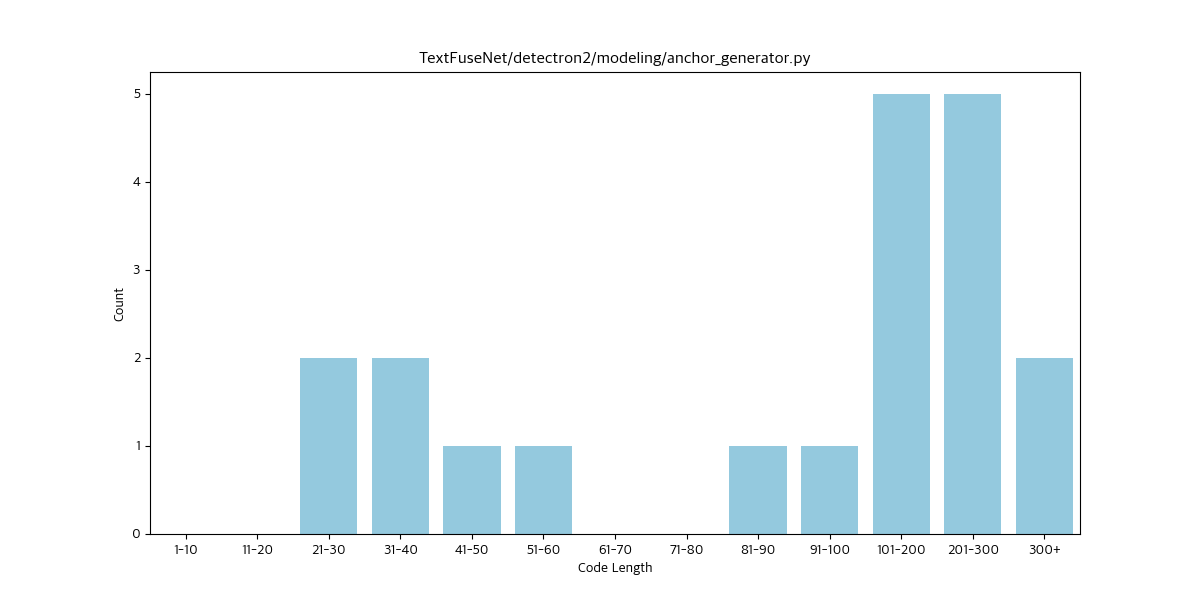 TextFuseNet/detectron2/modeling/anchor_generator.py
5
4
3
2
1
0
Count
1-10 11-20 21-30 31-40 41-50 51-60 61-70 71-80 81-90 91-100 101-200 201-300 300+
Code Length